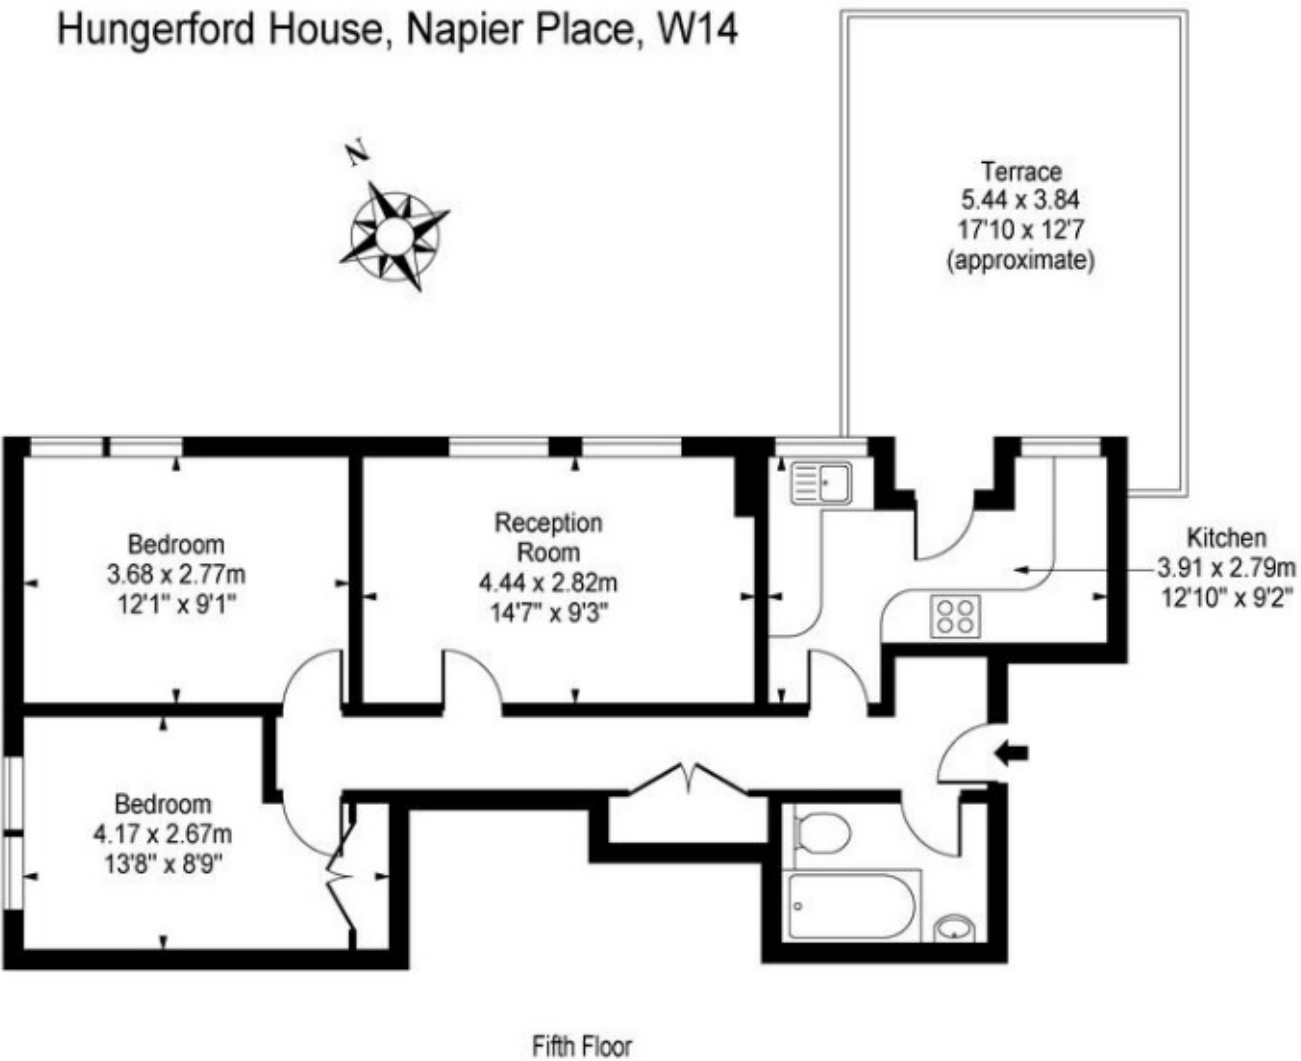 Hungerford House, Napier Place, W14
N
Terrace
5.44 x 3.84
17'10 x 12'7
(approximate)
Bedroom
3.68 x 2.77m
12'1" x 9'1"
Reception
Room
4.44 x 2.82m
14'7" x 9'3"
Kitchen
3.91 x 2.79m
12'10" x 9'2"
Bedroom
4.17 x 2.67m
13'8" x 8'9"
Fifth Floor